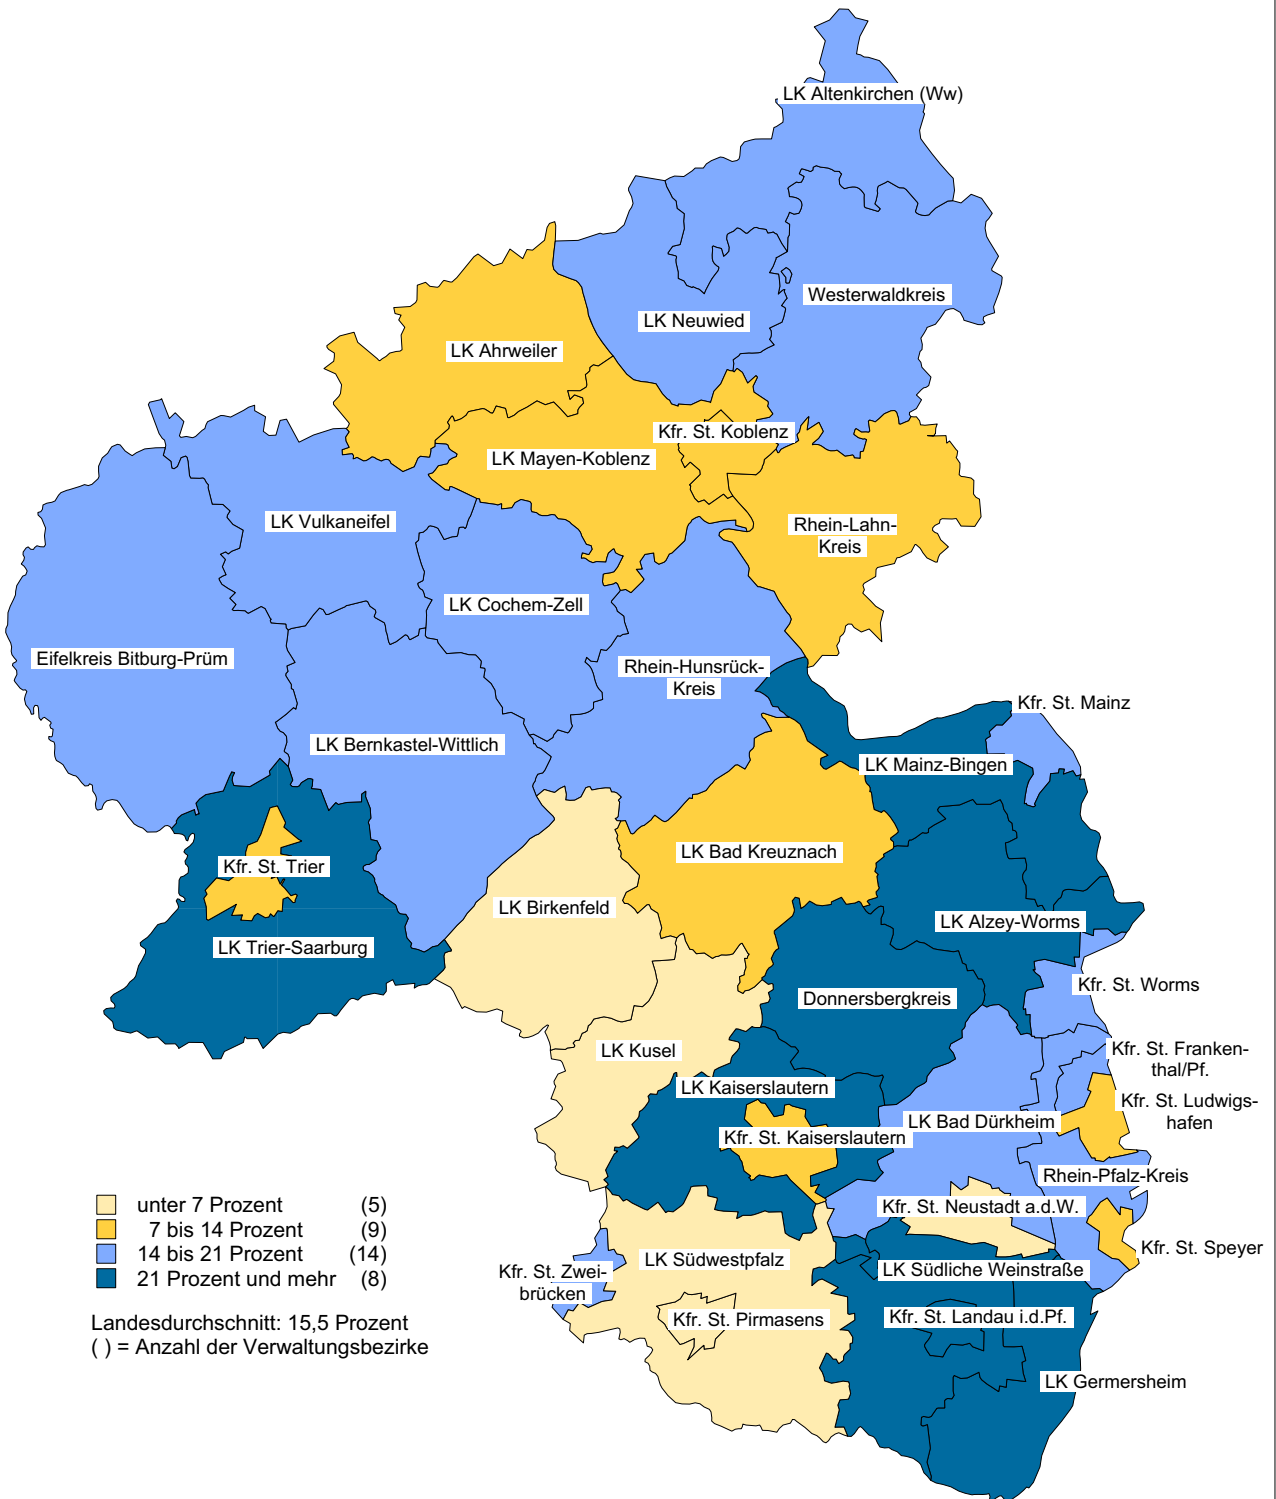 LK Altenkirchen (Ww)
Westerwaldkreis
LK Neuwied
LK Ahrweiler
Kfr. St. Koblenz
LK Mayen-Koblenz
LK Vulkaneifel
Rhein-Lahn-
Kreis
LK Cochem-Zell
Eifelkreis Bitburg-Prüm
Rhein-Hunsrück-
Kreis
Kfr. St. Mainz
LK Bernkastel-Wittlich
LK Mainz-Bingen
LK Bad Kreuznach
Kfr. St. Trier
LK Birkenfeld
LK Alzey-Worms
LK Trier-Saarburg
Kfr. St. Worms
Donnersbergkreis
LK Kusel
Kfr. St. Franken-
thal/Pf.
LK Kaiserslautern
Kfr. St. Ludwigs-
hafen
LK Bad Dürkheim
Kfr. St. Kaiserslautern
Rhein-Pfalz-Kreis
Kfr. St. Neustadt a.d.W.
Kfr. St. Speyer
LK Südwestpfalz
LK Südliche Weinstraße
Kfr. St. Zwei-
brücken
Kfr. St. Pirmasens
Kfr. St. Landau i.d.Pf.
LK Germersheim
unter 7 Prozent (5)
7 bis 14 Prozent (9)
14 bis 21 Prozent (14)
21 Prozent und mehr (8)
Landesdurchschnitt: 15,5 Prozent
( ) = Anzahl der Verwaltungsbezirke